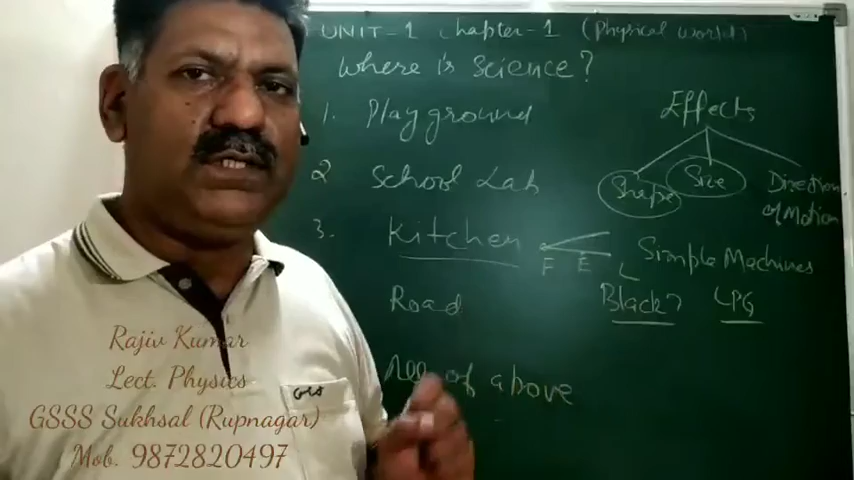 UNIT-1 Chapter-1 (Physical World)
Where is Science?
1. Playground
2 School Lab
3. Kitchen
Road
All of above
Effects
Shape Size Direction of Motion
F E L Simple Machines
Black? LPG
Rajiv Kumar
Lect. Physics
GSSS Sukhsal (Rupnagar)
Mob. 9872820497